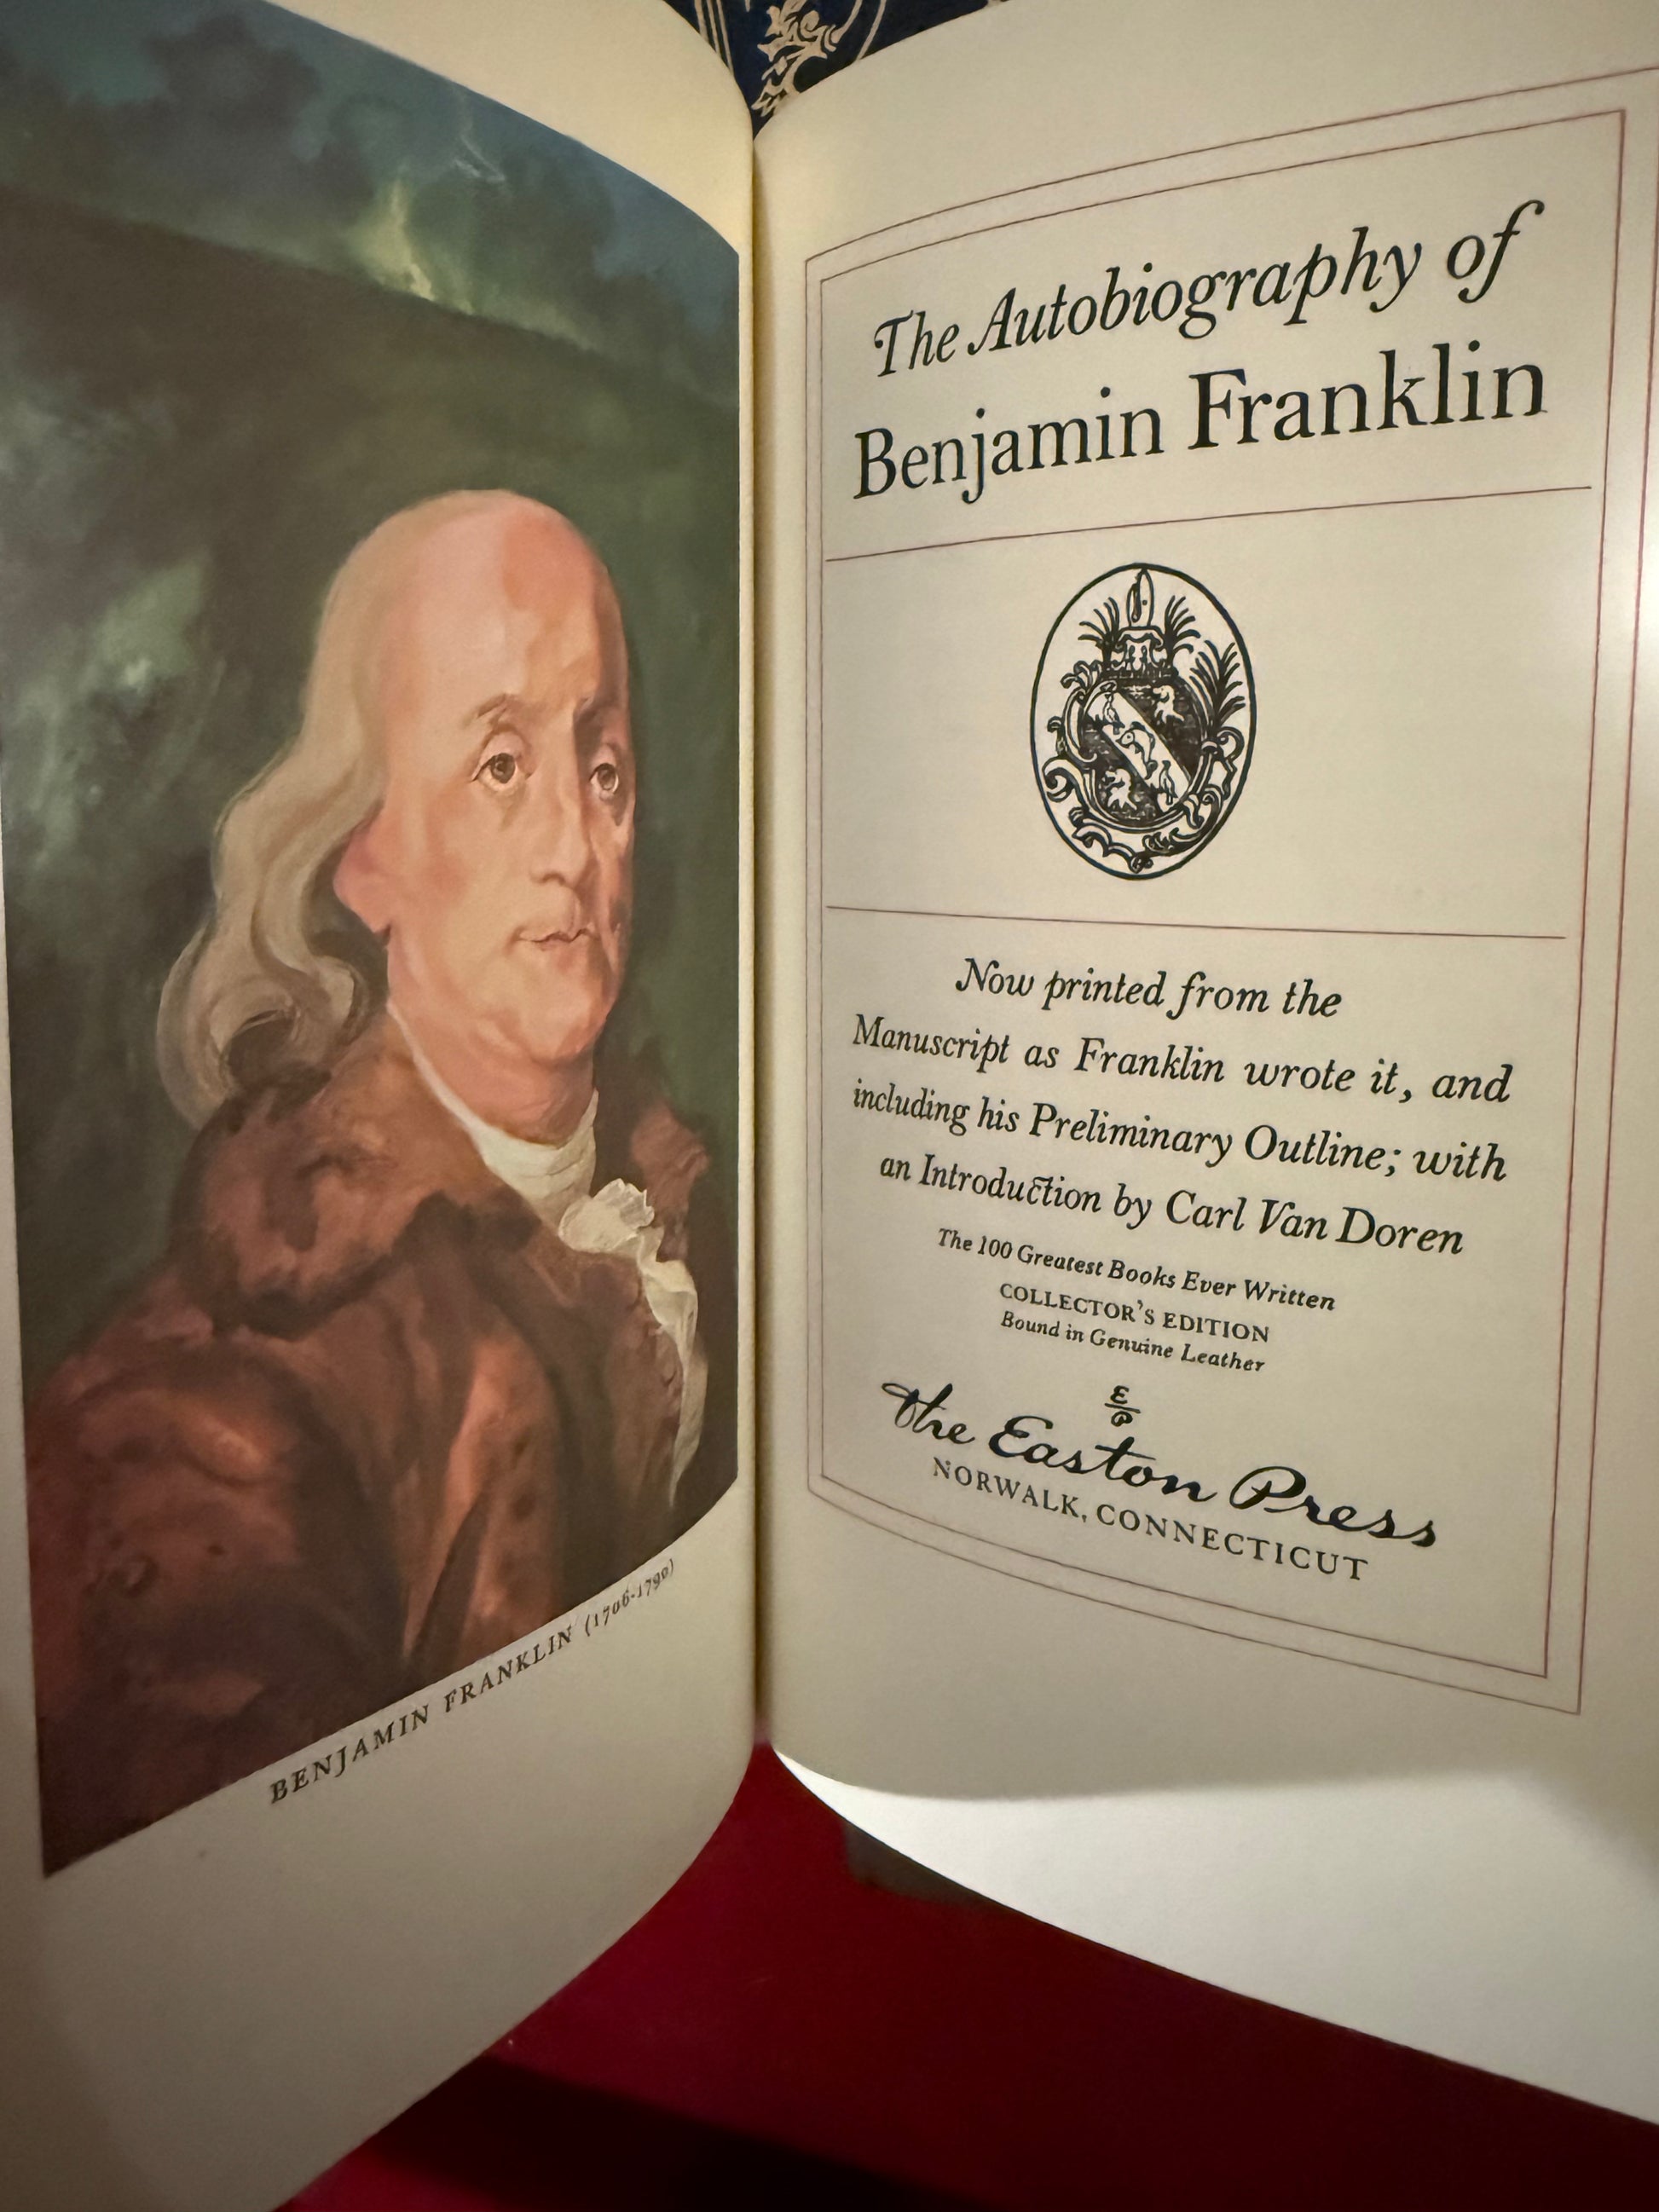 BENJAMIN FRANKLIN (1706-1790)
The Autobiography of
Benjamin Franklin
Now printed from the
Manuscript as Franklin wrote it, and
including his Preliminary Outline; with
an Introduction by Carl Van Doren
The 100 Greatest Books Ever Written
COLLECTOR'S EDITION
Bound in Genuine Leather
E/P
The Easton Press
NORWALK, CONNECTICUT